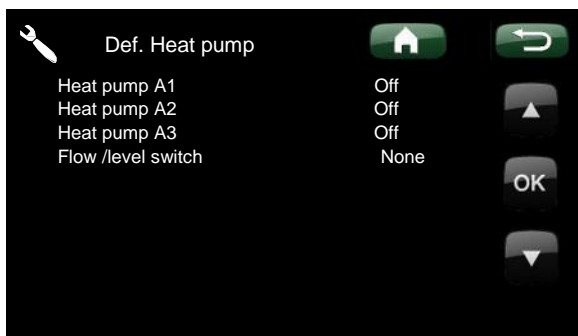 Def. Heat pump
Heat pump A1 Off
Heat pump A2 Off
Heat pump A3 Off
Flow /level switch None
OK